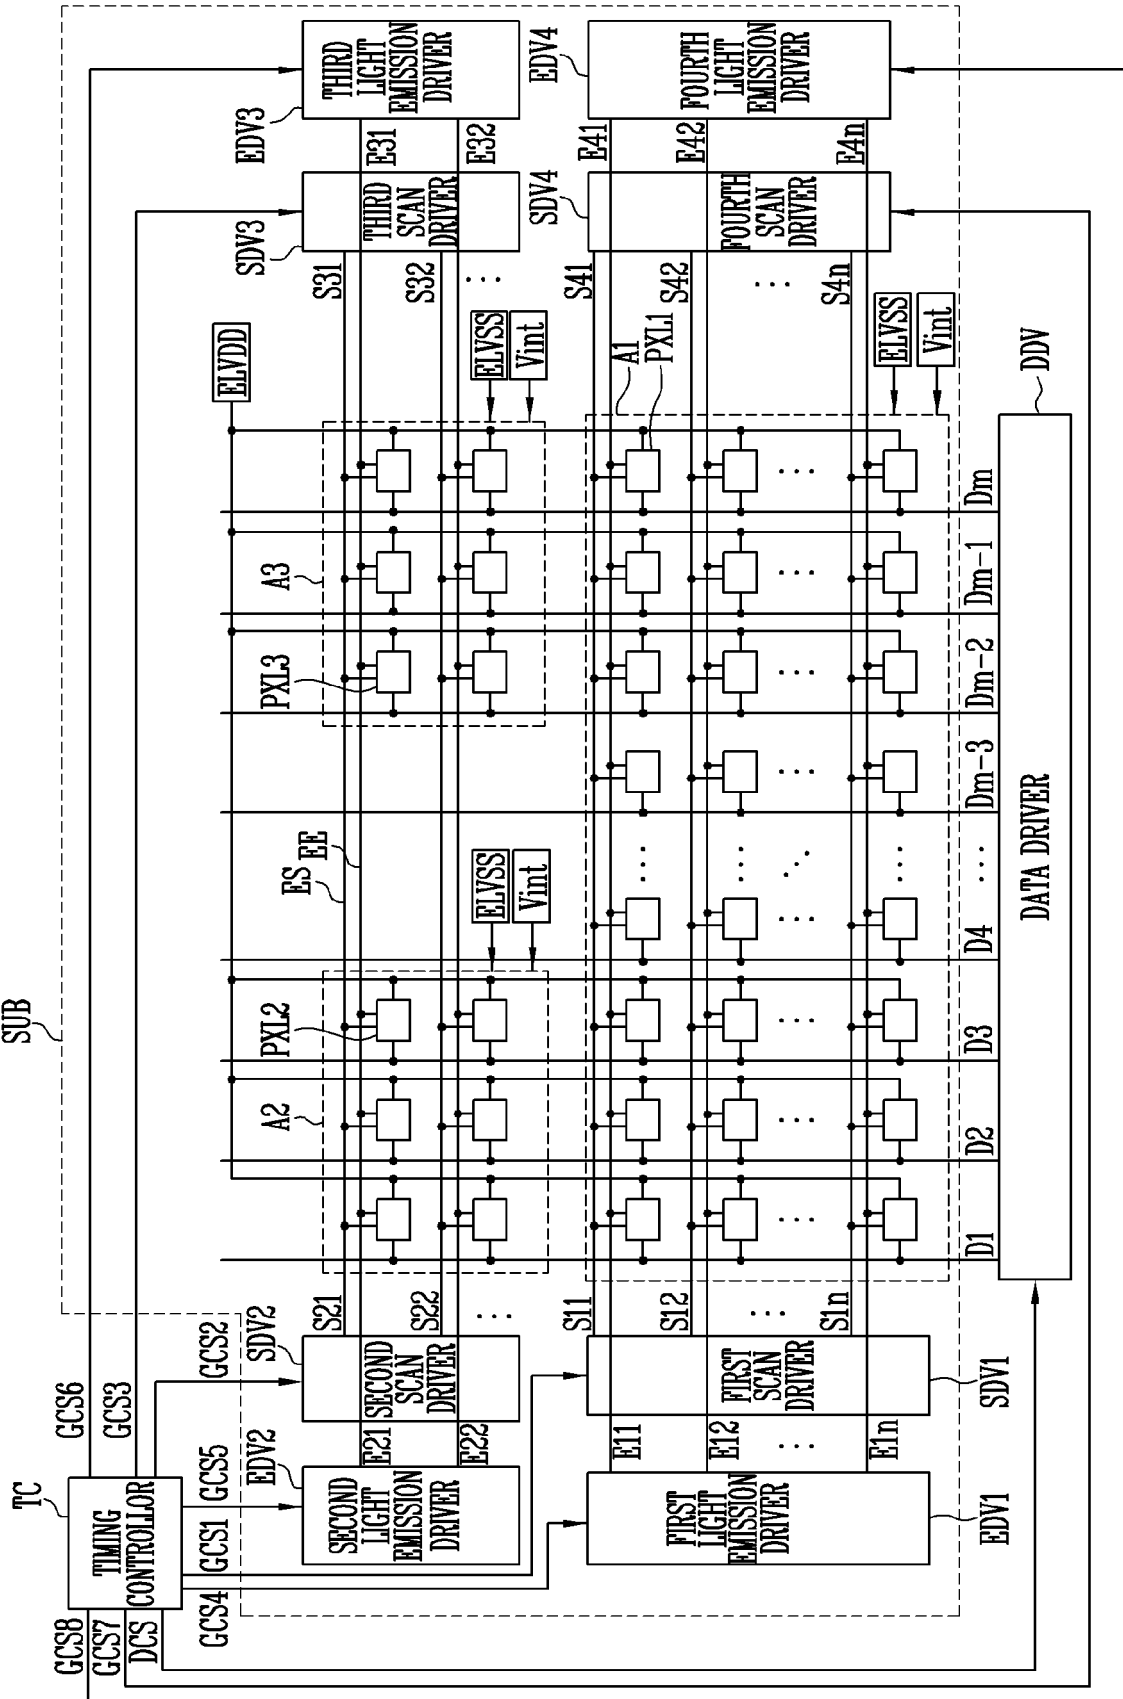 SUB
TC
TIMING
CONTROLLOR
GCS8
GCS7
DCS
GCS6
GCS3
GCS2
GCS5
GCS1
GCS4
EDV2
SDV2
A2
PXL2
ES
EE
PXL3
A3
ELVDD
SDV3
EDV3
SECOND
LIGHT
EMISSION
DRIVER
E21
E22
SECOND
SCAN
DRIVER
S21
S22
...
ELVSS
Vint
ELVSS
Vint
S31
S32
...
THIRD
SCAN
DRIVER
E31
E32
THIRD
LIGHT
EMISSION
DRIVER
SDV4
EDV4
A1
PXL1
FIRST
LIGHT
EMISSION
DRIVER
E11
E12
...
E1n
FIRST
SCAN
DRIVER
S11
S12
...
S1n
S41
S42
...
S4n
FOURTH
SCAN
DRIVER
E41
E42
E4n
FOURTH
LIGHT
EMISSION
DRIVER
ELVSS
Vint
EDV1
SDV1
D1
D2
D3
D4
...
Dm-3
Dm-2
Dm-1
Dm
DATA DRIVER
DDV